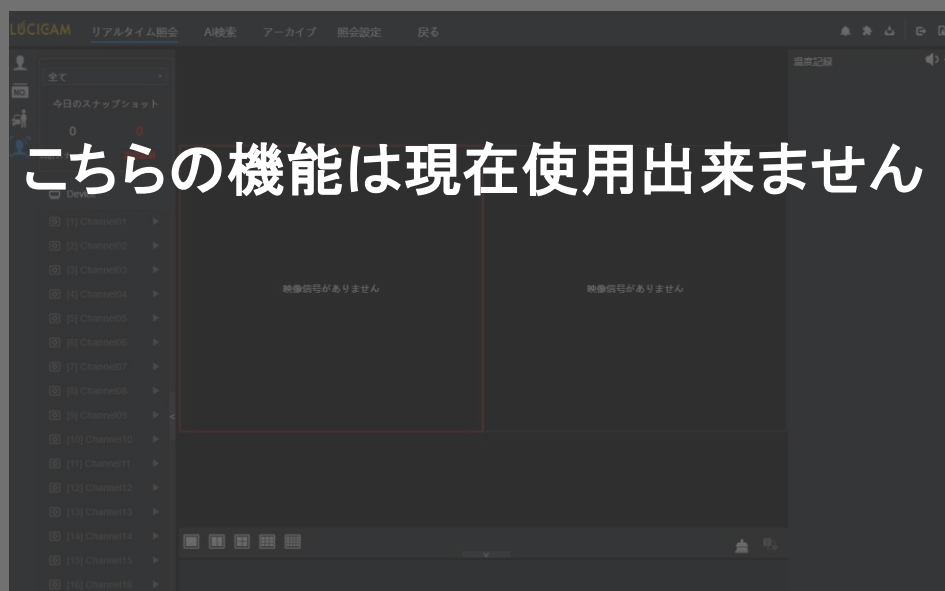 LUCICAM リアルタイム照会 AI検索 アーカイブ 照会設定 戻る
全て
今日のスナップショット
0 0
こちらの機能は現在使用出来ません
温度記録
NO.
Device
[1] Channel01
[2] Channel02
[3] Channel03
[4] Channel04
[5] Channel05
[6] Channel06
[7] Channel07
[8] Channel08
[9] Channel09
[10] Channel10
[11] Channel11
[12] Channel12
[13] Channel13
[14] Channel14
[15] Channel15
[16] Channel16
映像信号がありません
映像信号がありません